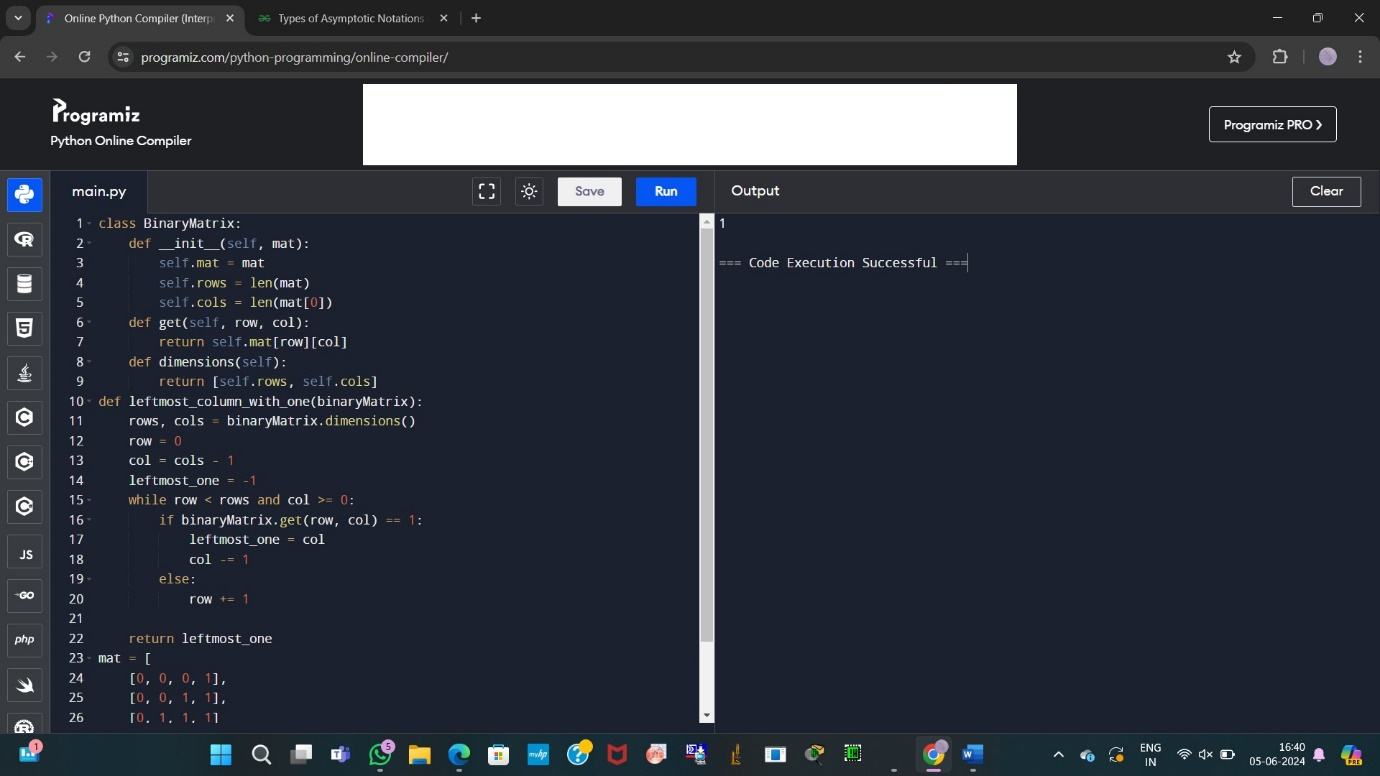 Online Python Compiler (Interp
Types of Asymptotic Notations
programiz.com/python-programming/online-compiler/
Programiz
Python Online Compiler
Programiz PRO ❯
main.py
Save
Run
Output
Clear
1 class BinaryMatrix:
2 def __init__(self, mat):
3 self.mat = mat
4 self.rows = len(mat)
5 self.cols = len(mat[0])
6 def get(self, row, col):
7 return self.mat[row][col]
8 def dimensions(self):
9 return [self.rows, self.cols]
10 def leftmost_column_with_one(binaryMatrix):
11 rows, cols = binaryMatrix.dimensions()
12 row = 0
13 col = cols - 1
14 leftmost_one = -1
15 while row < rows and col >= 0:
16 if binaryMatrix.get(row, col) == 1:
17 leftmost_one = col
18 col -= 1
19 else:
20 row += 1
21
22 return leftmost_one
23 mat = [
24 [0, 0, 0, 1],
25 [0, 0, 1, 1],
26 [0, 1, 1, 1]
1
=== Code Execution Successful ===
JS
GO
php
1
5
mvhp
ENG
IN
16:40
05-06-2024
PRE